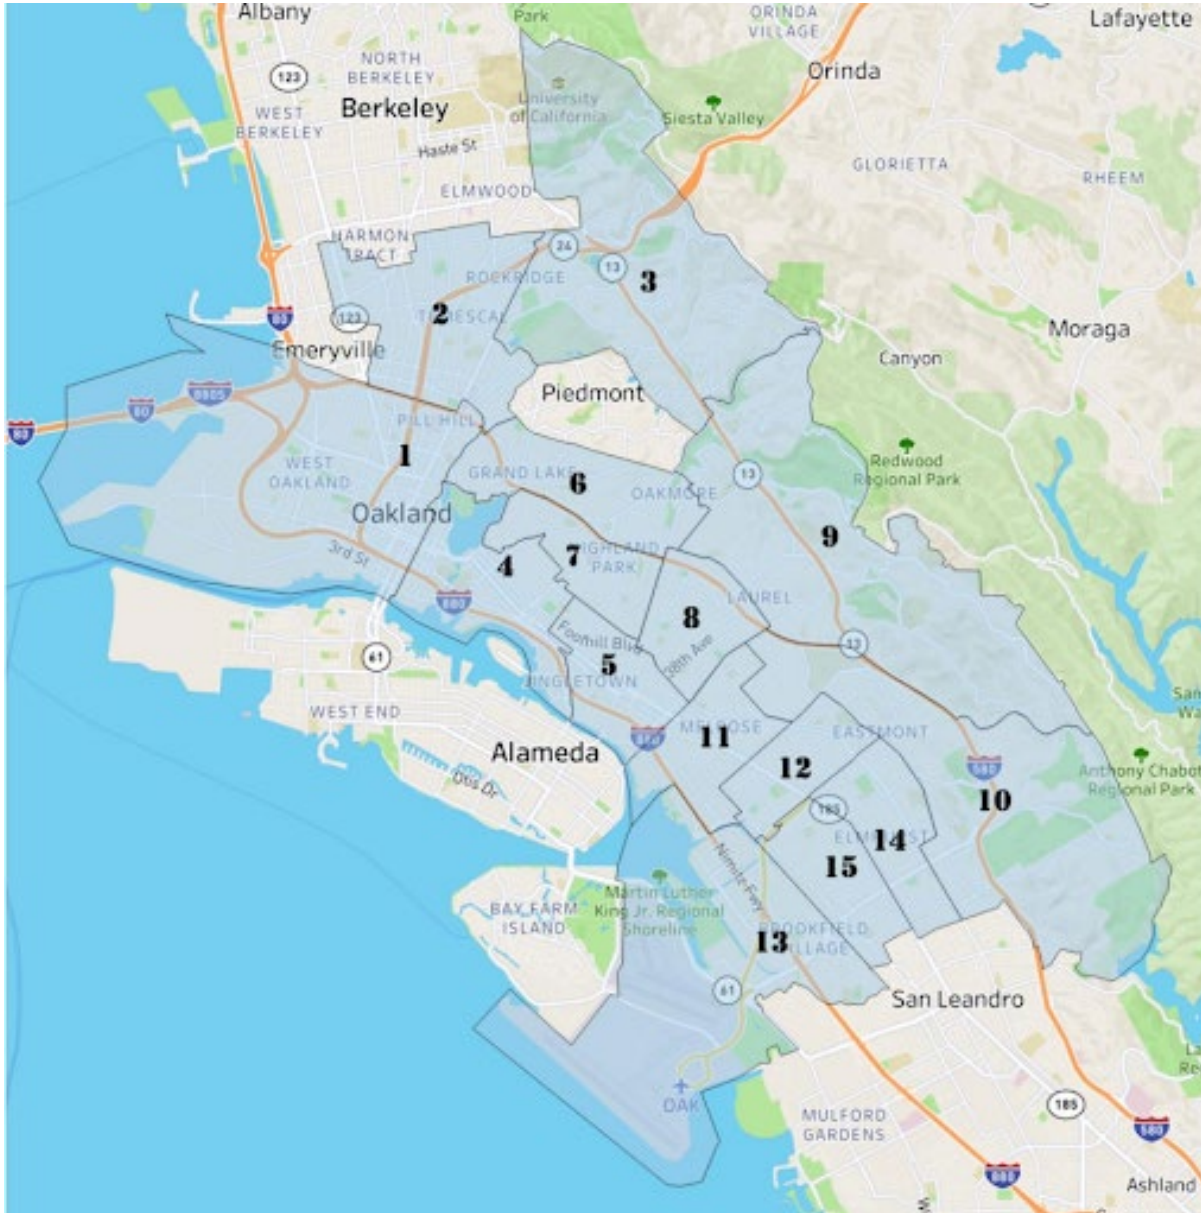 Albany
Park
ORINDA
VILLAGE
Lafayette
NORTH
BERKELEY
123
Orinda
WEST
BERKELEY
Berkeley
University
of California
Siesta Valley
Haste St
GLORIETTA
RHEEM
ELMWOOD
HARMON
TRACT
24
13
ROCKRIDGE
3
2
TEMESCAL
123
80
Emeryville
Moraga
Canyon
80
80
Piedmont
PILL HILL
1
WEST
OAKLAND
GRAND LAKE
6
OAKMORE
13
Redwood
Regional Park
Oakland
9
3rd St
4
7
HIGHLAND
PARK
880
LAUREL
8
61
Foothill Blvd
38th Ave
13
5
JINGLETOWN
WEST END
MELROSE
11
EASTMONT
Alameda
12
580
Anthony Chabot
Regional Park
Otis Dr
10
185
14
15
Nimitz Fwy
Martin Luther
King Jr. Regional
Shoreline
BAY FARM
ISLAND
13
BROOKFIELD
VILLAGE
61
San Leandro
OAK
MULFORD
GARDENS
185
580
880
Ashland